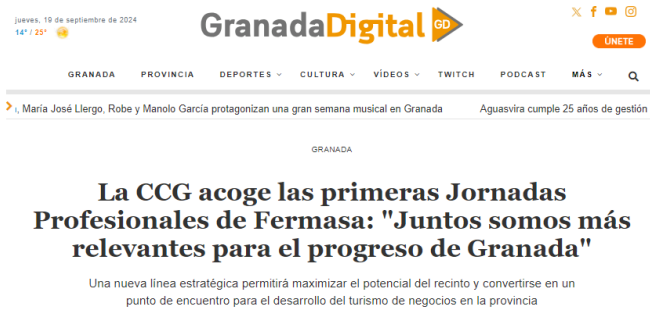 jueves, 19 de septiembre de 2024
14° / 25°
GranadaDigital GD
ÚNETE
GRANADA PROVINCIA DEPORTES CULTURA VÍDEOS TWITCH PODCAST MÁS
, María José Llergo, Robe y Manolo García protagonizan una gran semana musical en Granada Aguasvira cumple 25 años de gestión
GRANADA
La CCG acoge las primeras Jornadas
Profesionales de Fermasa: "Juntos somos más
relevantes para el progreso de Granada"
Una nueva línea estratégica permitirá maximizar el potencial del recinto y convertirse en
un punto de encuentro para el desarrollo del turismo de negocios en la provincia